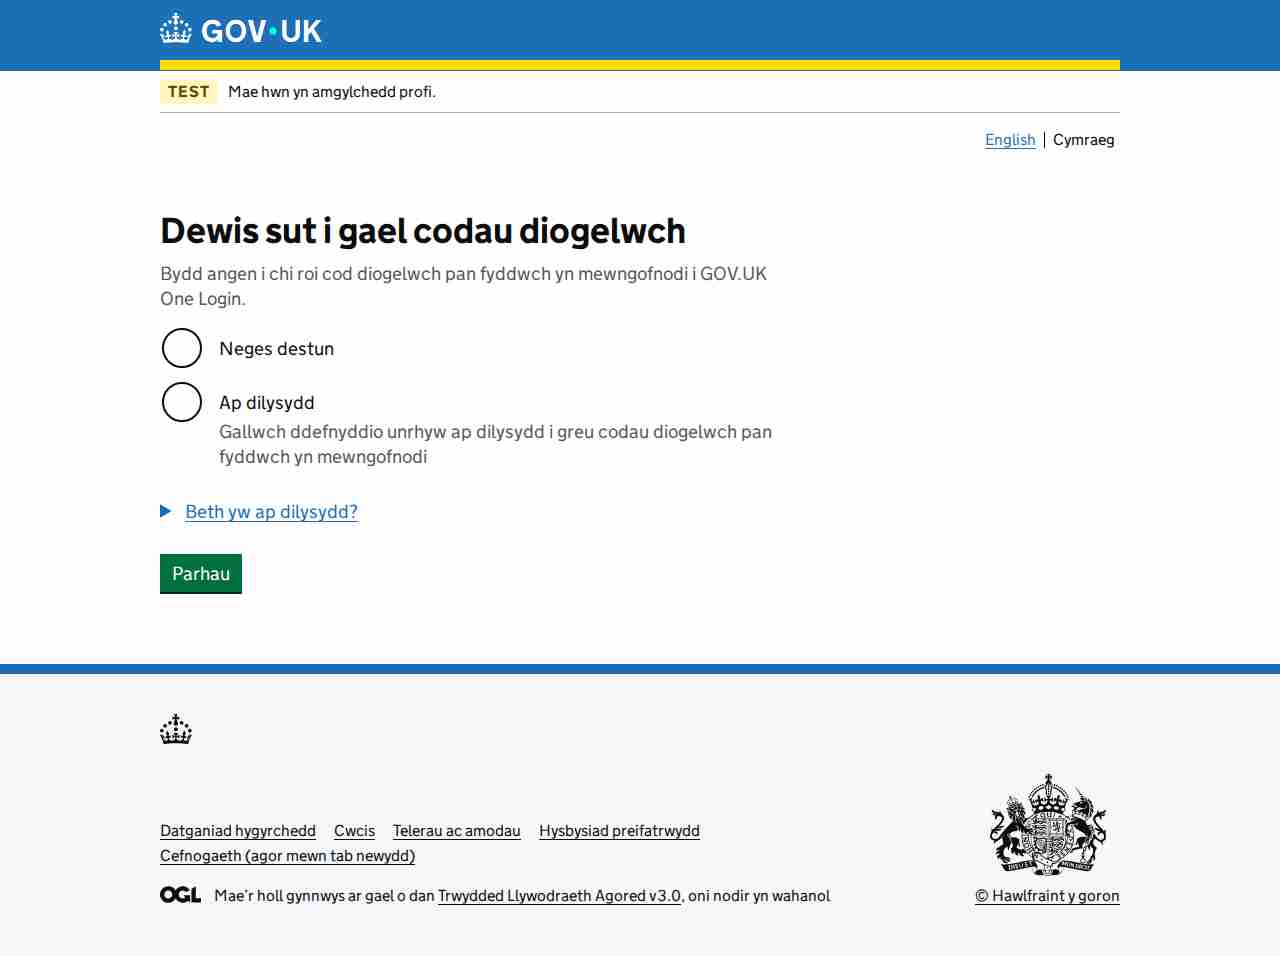 GOV·UK
TEST Mae hwn yn amgylchedd profi.
English Cymraeg
Dewis sut i gael codau diogelwch
Bydd angen i chi roi cod diogelwch pan fyddwch yn mewngofnodi i GOV.UK
One Login.
Neges destun
Ap dilysydd
Gallwch ddefnyddio unrhyw ap dilysydd i greu codau diogelwch pan
fyddwch yn mewngofnodi
Beth yw ap dilysydd?
Parhau
Datganiad hygyrchedd Cwcis Telerau ac amodau Hysbysiad preifatrwydd
Cefnogaeth (agor mewn tab newydd)
OGL Mae'r holl gynnwys ar gael o dan Trwydded Llywodraeth Agored v3.0, oni nodir yn wahanol
© Hawlfraint y goron